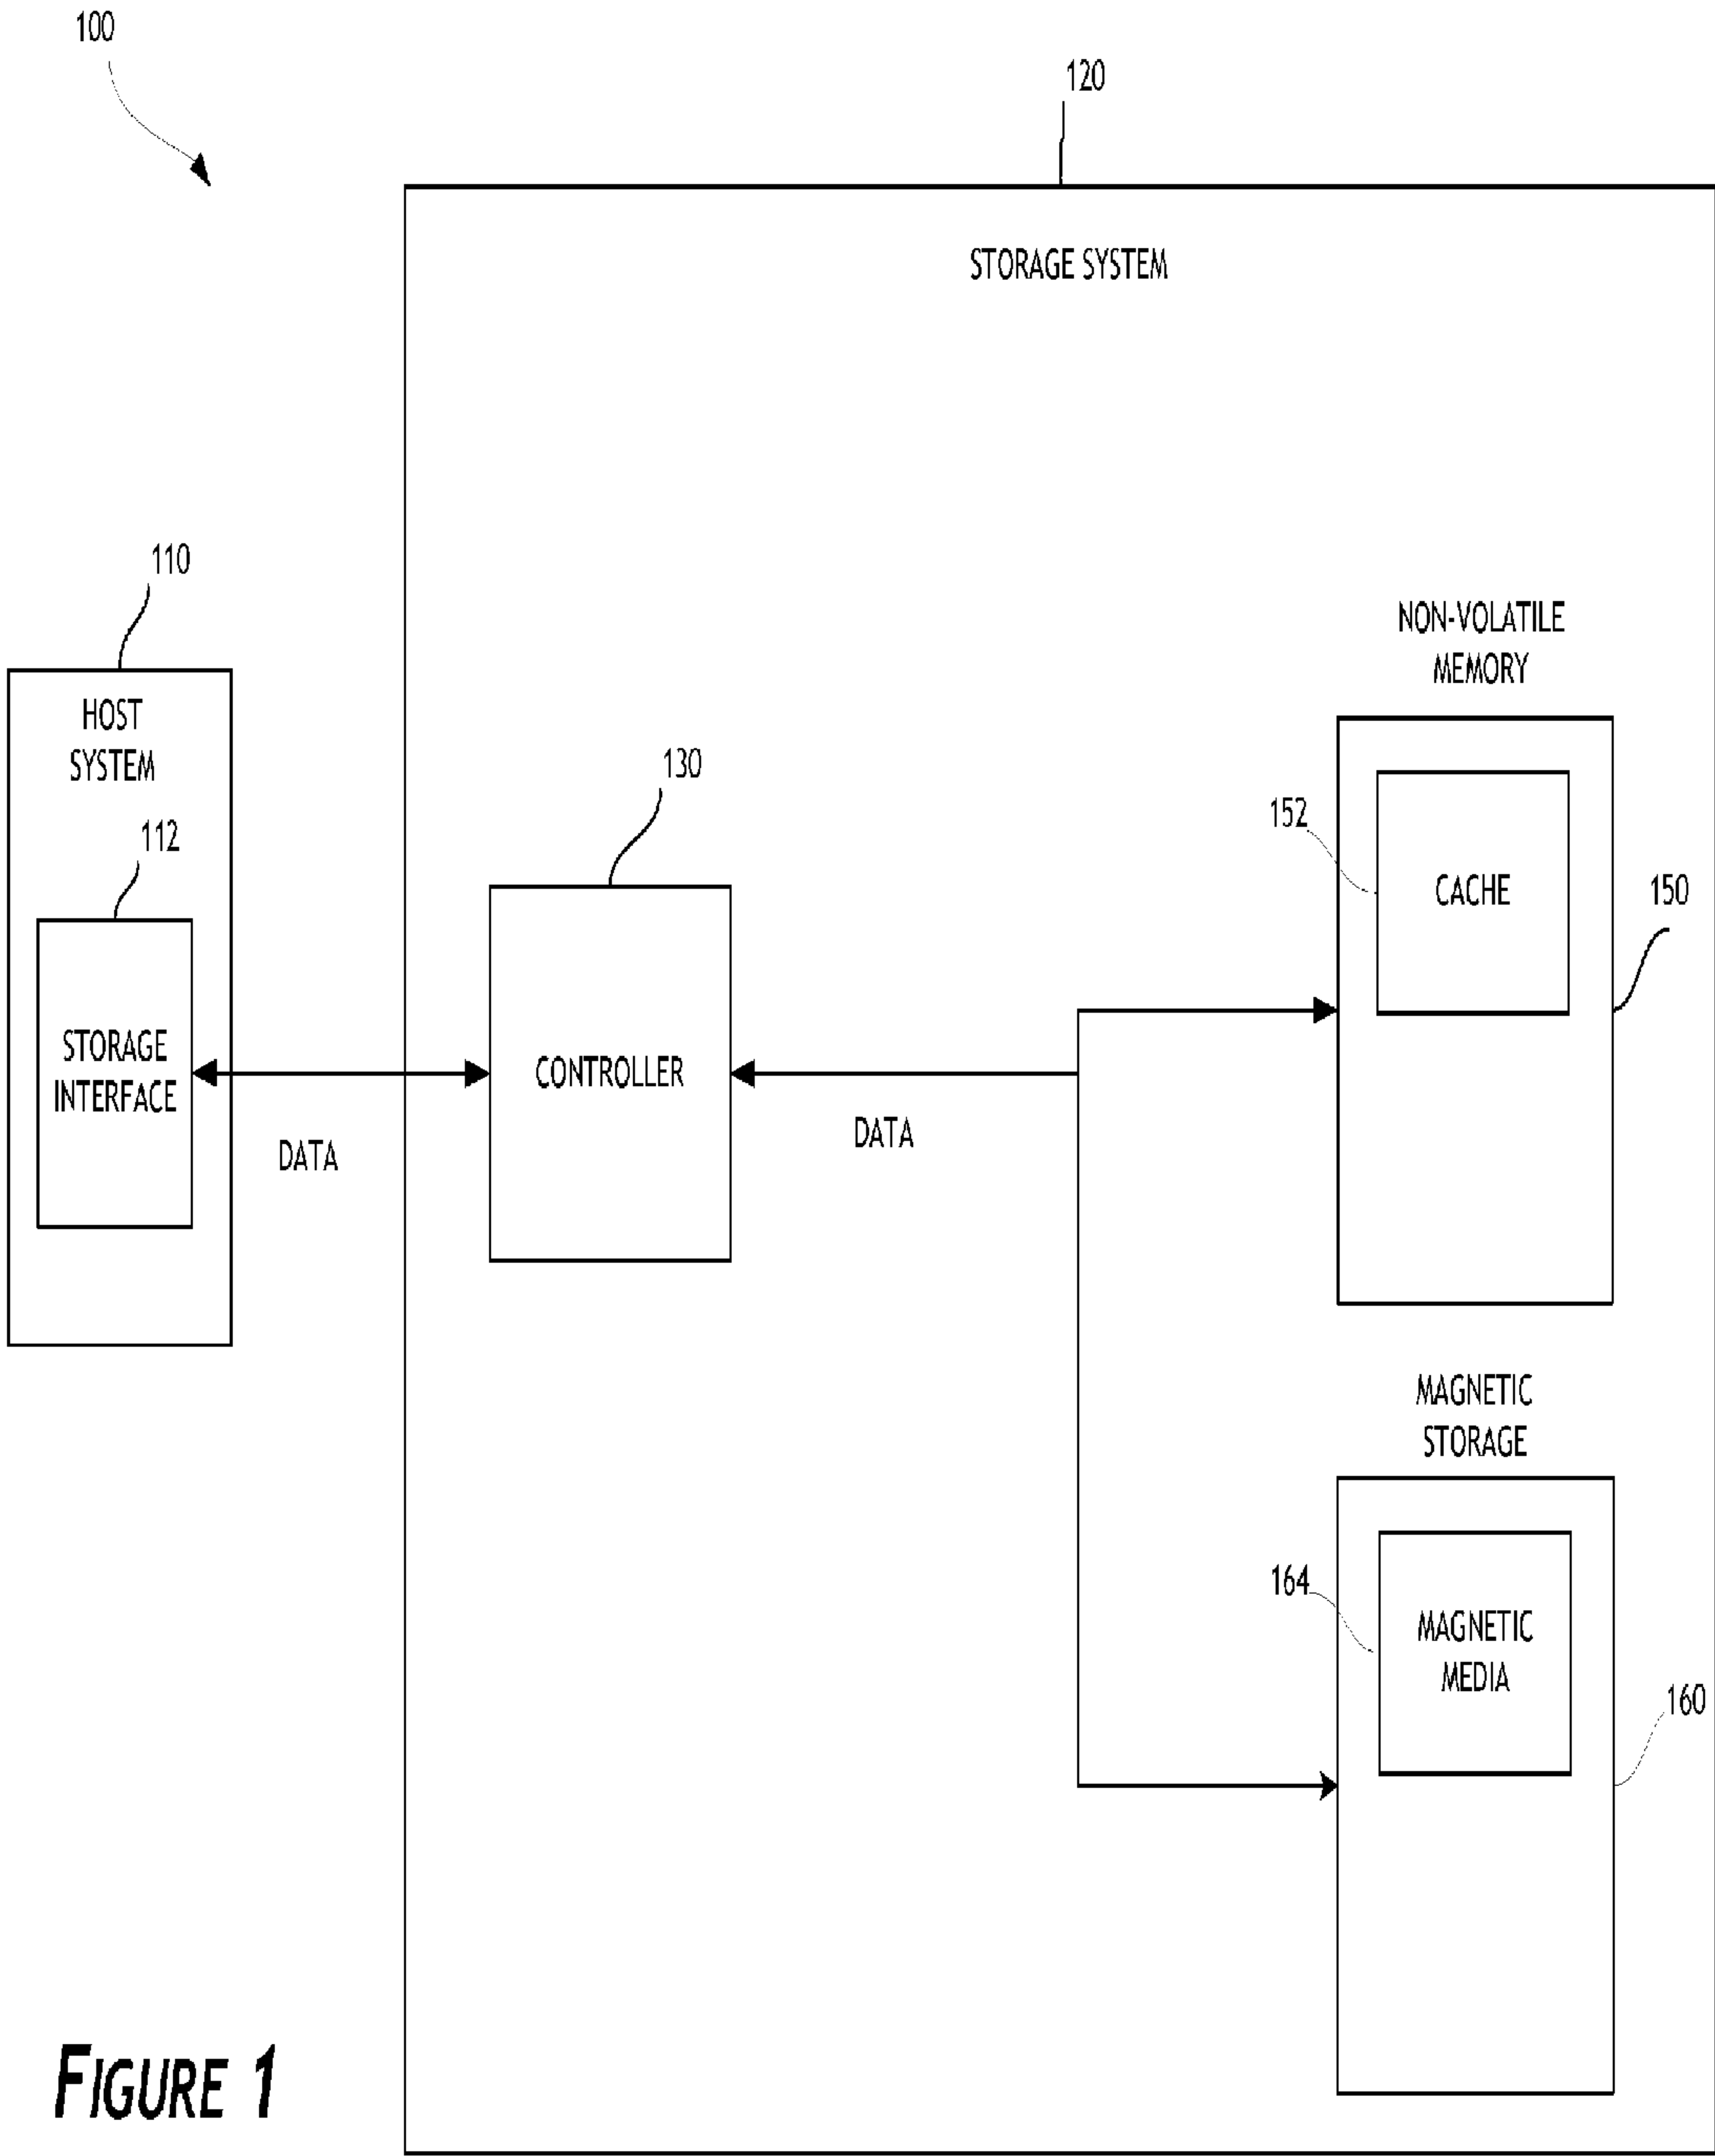 100
120
STORAGE SYSTEM
110
HOST
SYSTEM
112
STORAGE
INTERFACE
DATA
130
CONTROLLER
DATA
NON-VOLATILE
MEMORY
152
CACHE
150
MAGNETIC
STORAGE
164
MAGNETIC
MEDIA
160
FIGURE 1